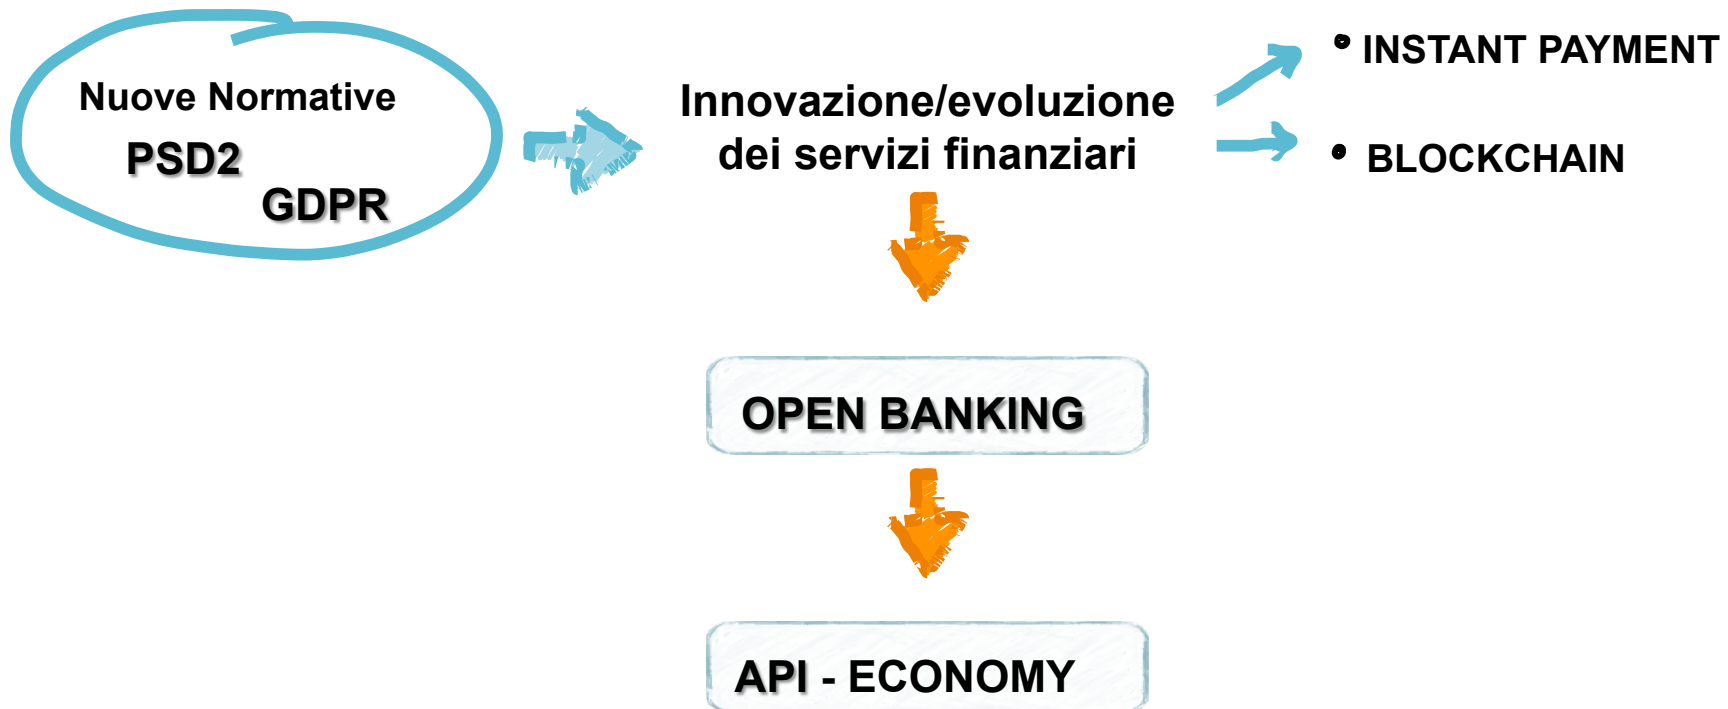 Nuove Normative
PSD2
GDPR
Innovazione/evoluzione
dei servizi finanziari
• INSTANT PAYMENT
• BLOCKCHAIN
OPEN BANKING
API - ECONOMY